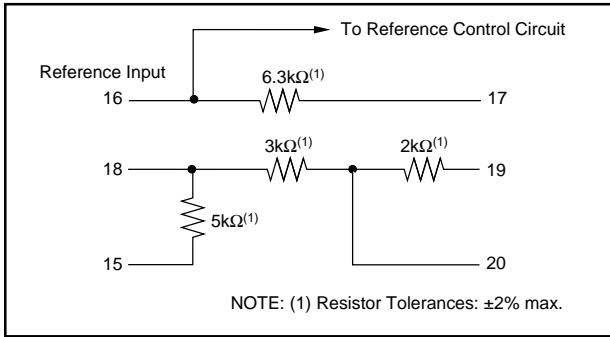 To Reference Control Circuit
Reference Input
6.3kΩ(1)
16
17
3kΩ(1)
2kΩ(1)
18
19
5kΩ(1)
15
20
NOTE: (1) Resistor Tolerances: ±2% max.